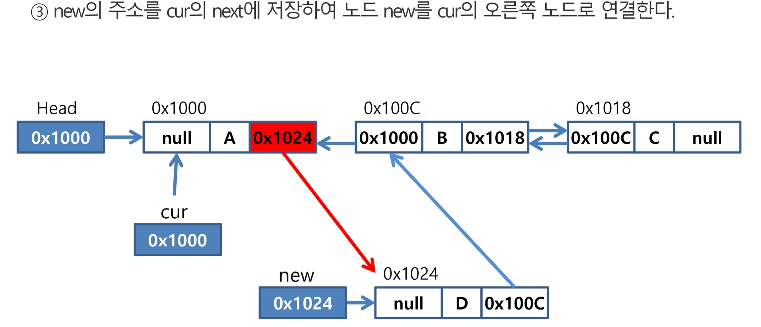 ③ new의 주소를 cur의 next에 저장하여 노드 new를 cur의 오른쪽 노드로 연결한다.
Head 0x1000 0x100C 0x1018
0x1000 null A 0x1024 0x1000 B 0x1018 0x100C C null
cur
0x1000
new 0x1024
0x1024 null D 0x100C